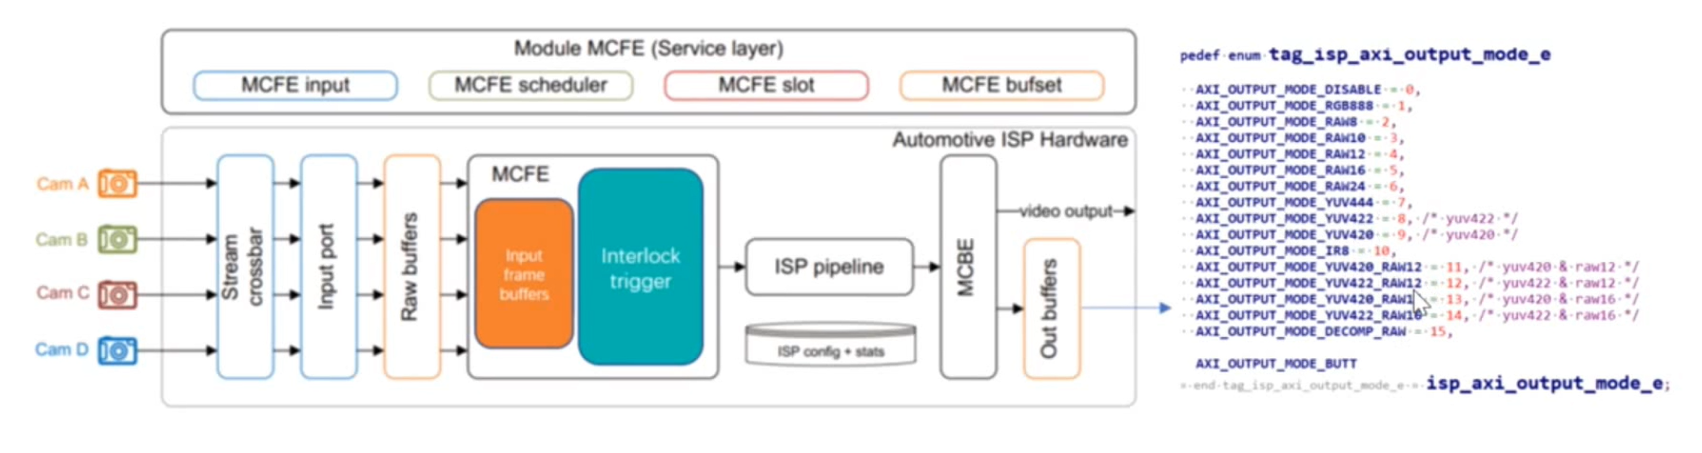 Module MCFE (Service layer)
MCFE input
MCFE scheduler
MCFE slot
MCFE bufset
Automotive ISP Hardware
Cam A
Cam B
Cam C
Cam D
Stream
crossbar
Input port
Raw buffers
MCFE
Input
frame
buffers
Interlock
trigger
ISP pipeline
ISP config + stats
MCBE
video output
Out buffers
pedef enum tag_isp_axi_output_mode_e
AXI_OUTPUT_MODE_DISABLE = 0,
AXI_OUTPUT_MODE_RGB888 = 1,
AXI_OUTPUT_MODE_RAW8 = 2,
AXI_OUTPUT_MODE_RAW10 = 3,
AXI_OUTPUT_MODE_RAW12 = 4,
AXI_OUTPUT_MODE_RAW16 = 5,
AXI_OUTPUT_MODE_RAW24 = 6,
AXI_OUTPUT_MODE_YUV444 = 7,
AXI_OUTPUT_MODE_YUV422 = 8, /* yuv422 */
AXI_OUTPUT_MODE_YUV420 = 9, /* yuv420 */
AXI_OUTPUT_MODE_IR8 = 10,
AXI_OUTPUT_MODE_YUV420_RAW12 = 11, /* yuv420 & raw12 */
AXI_OUTPUT_MODE_YUV422_RAW12 = 12, /* yuv422 & raw12 */
AXI_OUTPUT_MODE_YUV420_RAW1 = 13, /* yuv420 & raw16 */
AXI_OUTPUT_MODE_YUV422_RAW16 = 14, /* yuv422 & raw16 */
AXI_OUTPUT_MODE_DECOMP_RAW = 15,
AXI_OUTPUT_MODE_BUTT
= end tag_isp_axi_output_mode_e = isp_axi_output_mode_e;